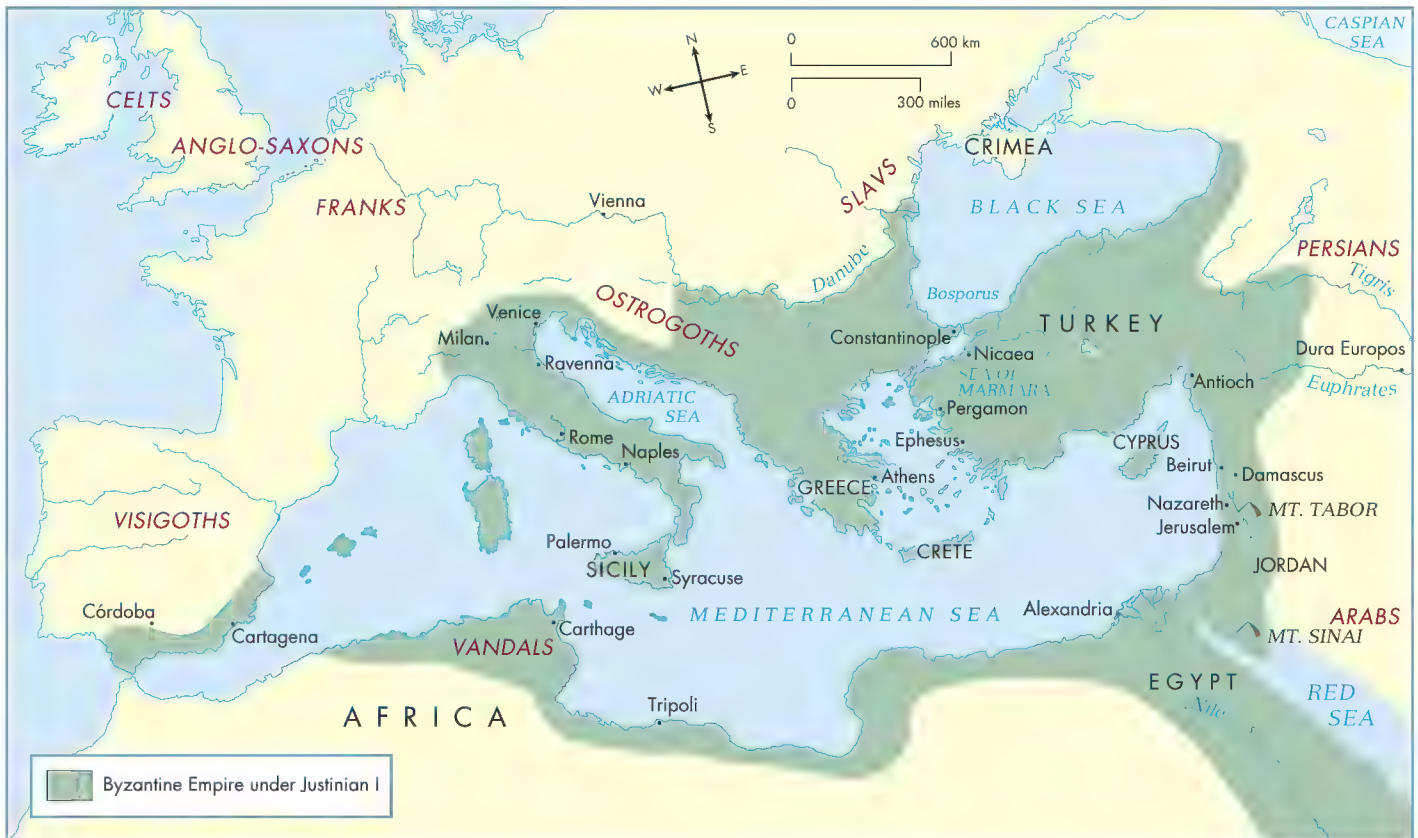 CASPIAN
SEA
N
W
E
S
0
600 km
0
300 miles
CELTS
ANGLO-SAXONS
FRANKS
Vienna
SLAVS
CRIMEA
BLACK SEA
PERSIANS
Tigris
Danube
Bosporus
OSTROGOTHS
Venice
Milan
Ravenna
ADRIATIC
SEA
Constantinople
Nicaea
SEA OF
MARMARA
TURKEY
Dura Europos
Euphrates
Antioch
Pergamon
Ephesus
Rome
Naples
CYPRUS
Beirut
Damascus
GREECE
Athens
Nazareth
MT. TABOR
Jerusalem
VISIGOTHS
Palermo
SICILY
Syracuse
CRETE
JORDAN
Córdoba
Cartagena
Carthage
VANDALS
MEDITERRANEAN SEA
Alexandria
ARABS
MT. SINAI
EGYPT
Nile
RED
SEA
Tripoli
AFRICA
Byzantine Empire under Justinian I